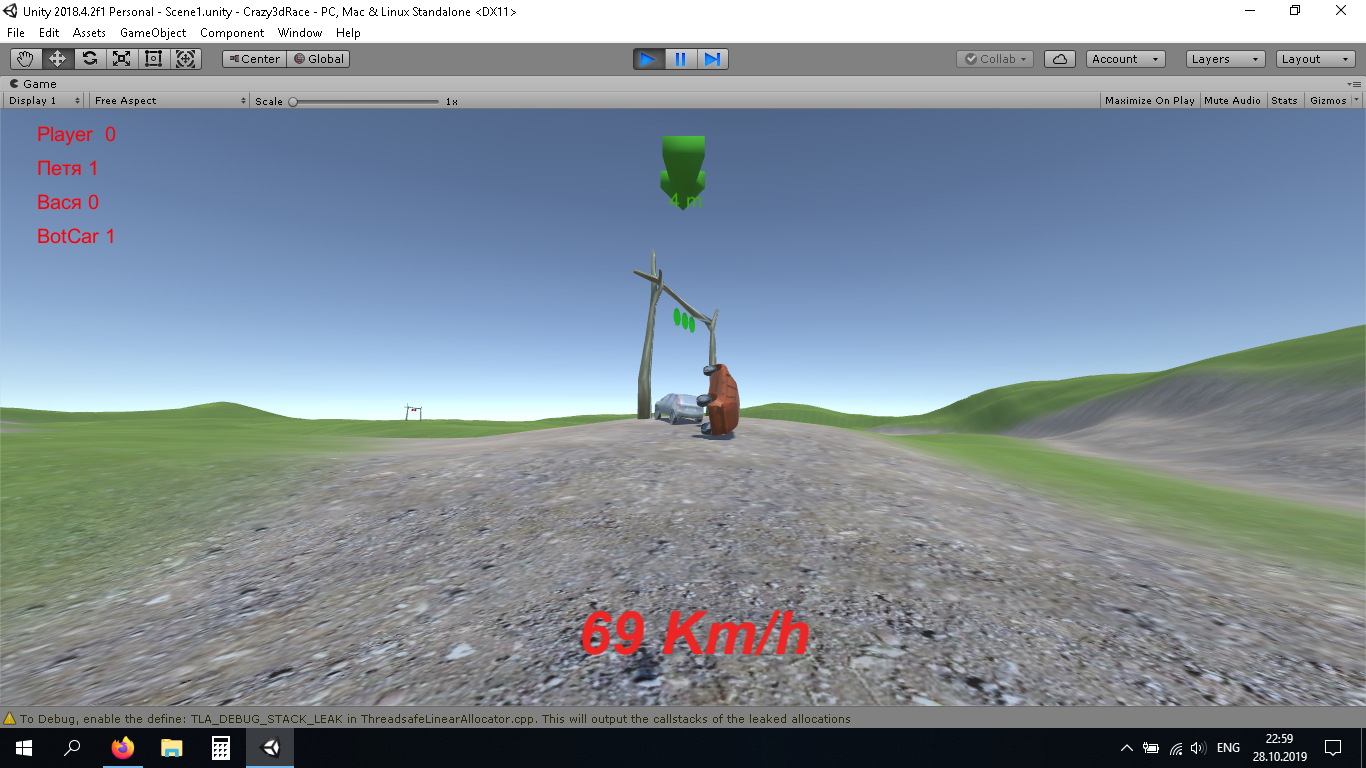 Unity 2018.4.2f1 Personal - Scene1.unity - Crazy3dRace - PC, Mac & Linux Standalone <DX11>
File Edit Assets GameObject Component Window Help
Center Global Collab Account Layers Layout
Game
Display 1 Free Aspect Scale 1x Maximize On Play Mute Audio Stats Gizmos
Player 0
Петя 1
Вася 0
BotCar 1
4 m
69 Km/h
To Debug, enable the define: TLA_DEBUG_STACK_LEAK in ThreadsafeLinearAllocator.cpp. This will output the callstacks of the leaked allocations
ENG
22:59
28.10.2019